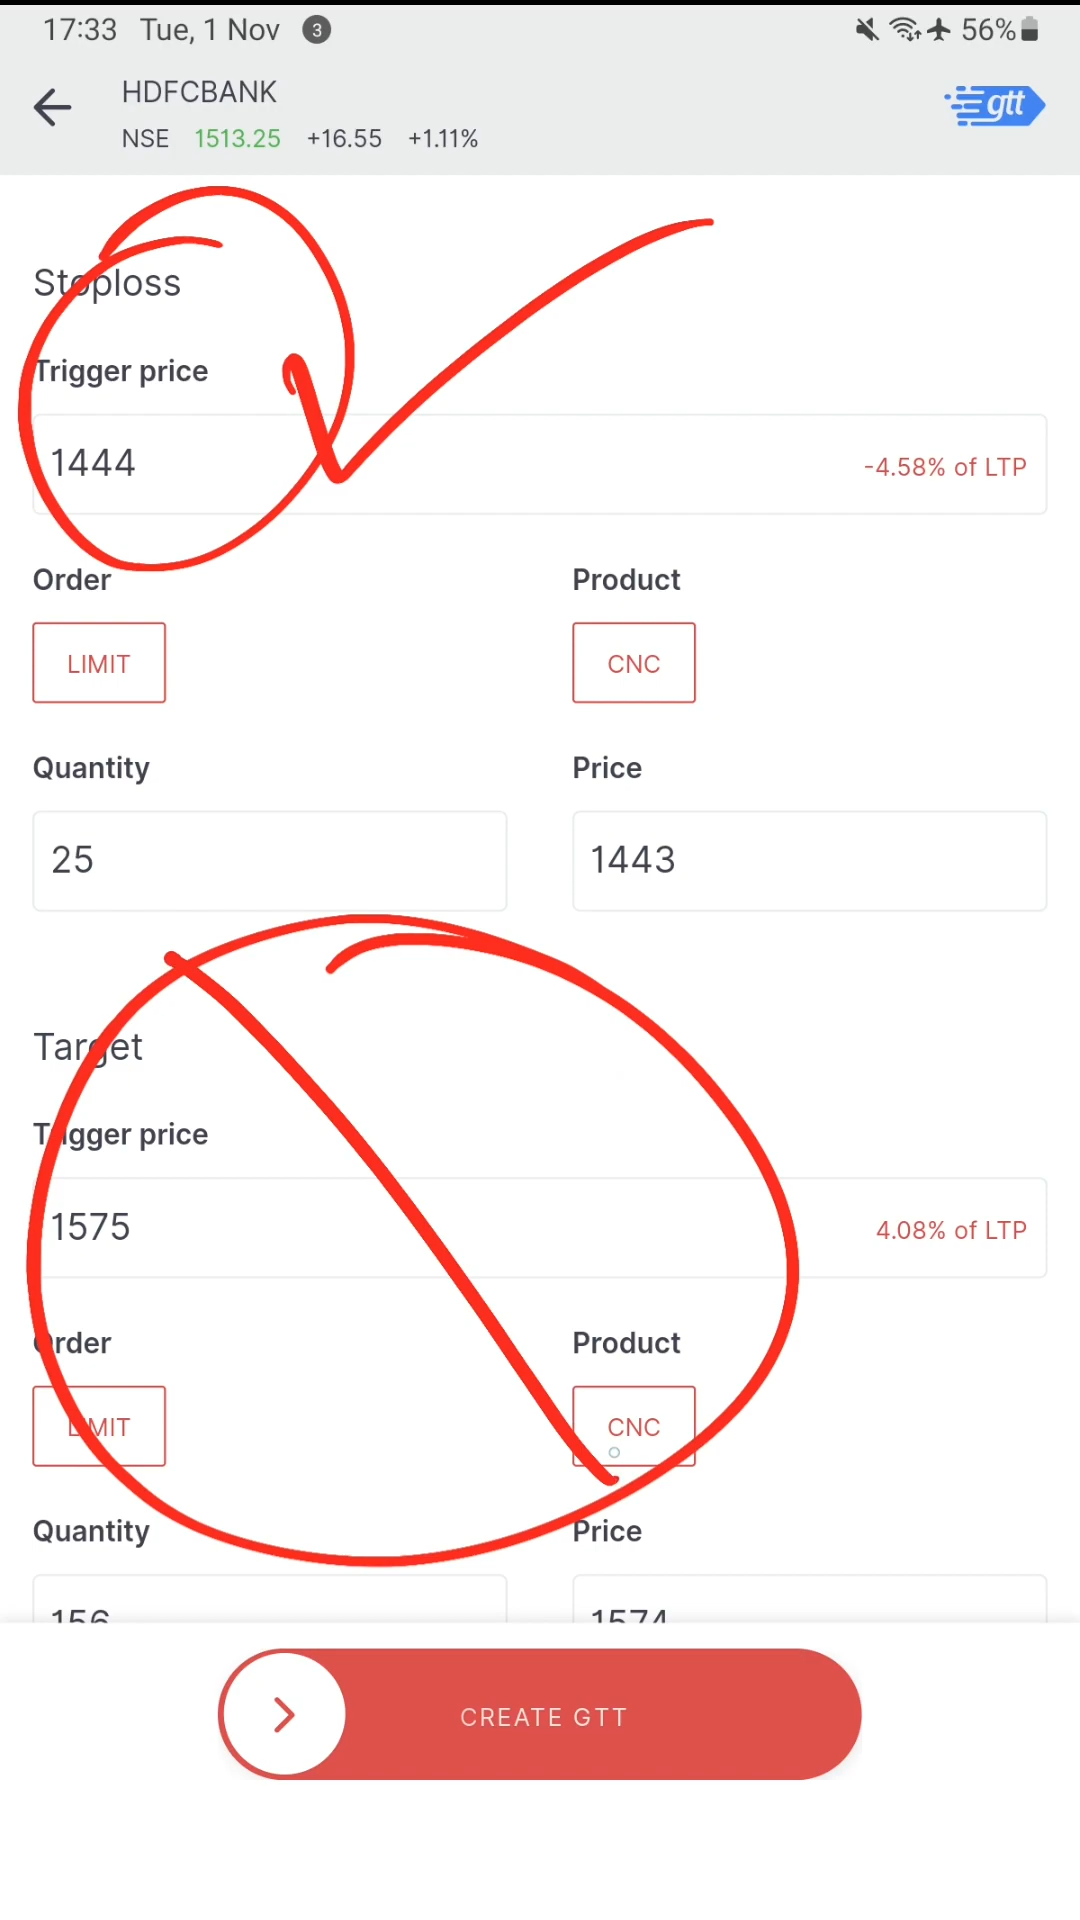 17:33 Tue, 1 Nov 3 56%
HDFCBANK
NSE 1513.25 +16.55 +1.11%
gtt
Stoploss
Trigger price
1444 -4.58% of LTP
Order Product
LIMIT CNC
Quantity Price
25 1443
Target
Trigger price
1575 4.08% of LTP
Order Product
LIMIT CNC
Quantity Price
156 1574
CREATE GTT